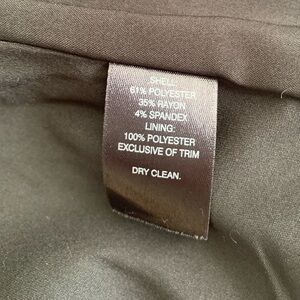 SHELL:
61% POLYESTER
35% RAYON
4% SPANDEX
LINING:
100% POLYESTER
EXCLUSIVE OF TRIM
DRY CLEAN.